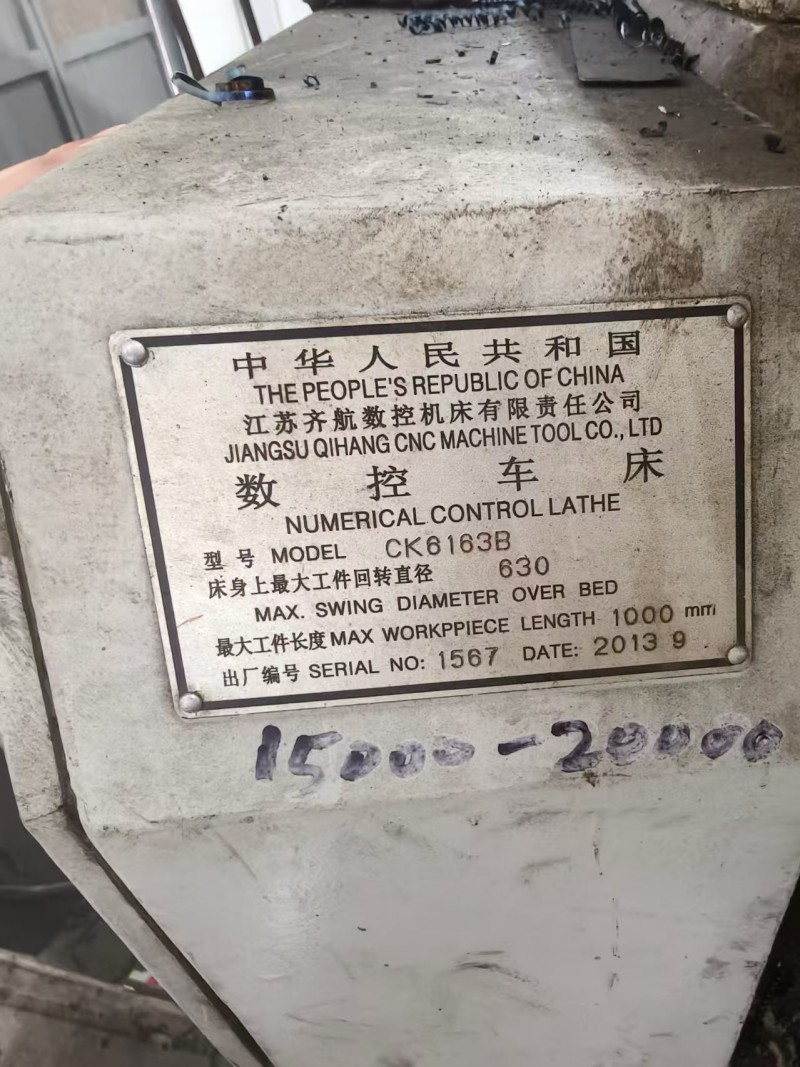 中华人民共和国
THE PEOPLE'S REPUBLIC OF CHINA
江苏齐航数控机床有限责任公司
JIANGSU QIHANG CNC MACHINE TOOL CO., LTD
数控车床
NUMERICAL CONTROL LATHE
型号 MODEL CK6163B
床身上最大工件回转直径 630
MAX. SWING DIAMETER OVER BED
最大工件长度 MAX WORKPPIECE LENGTH 1000 mm
出厂编号 SERIAL NO: 1567 DATE: 2013 9
15000-20000